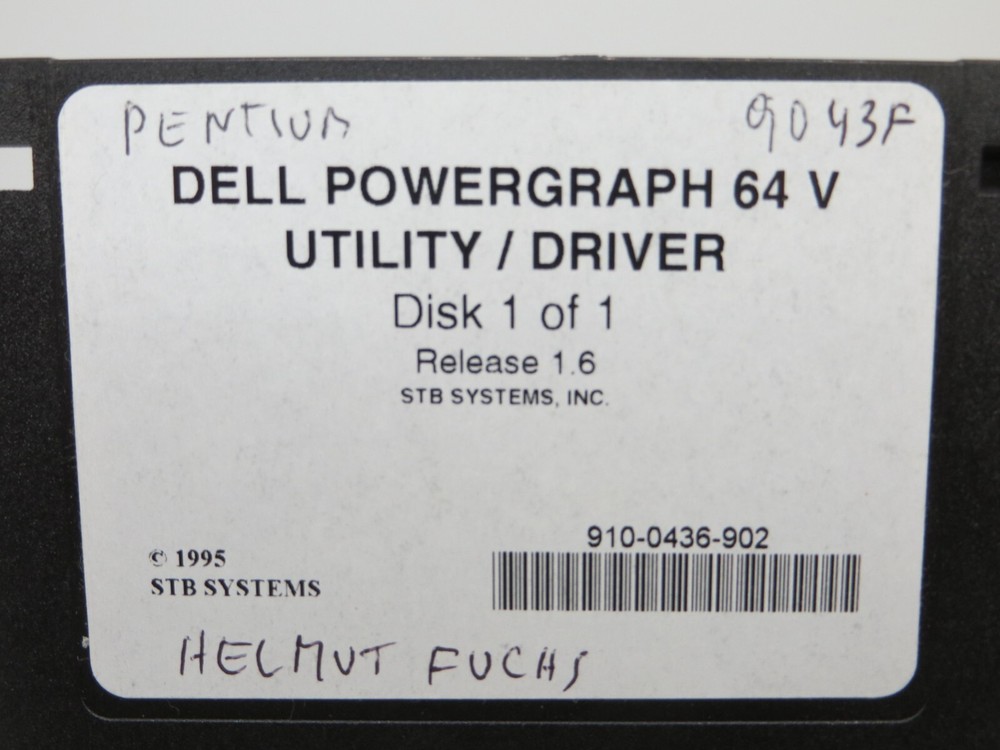 PENTIUM 9043F
DELL POWERGRAPH 64 V
UTILITY / DRIVER
Disk 1 of 1
Release 1.6
STB SYSTEMS, INC.
910-0436-902
© 1995
STB SYSTEMS
HELMUT FUCHS